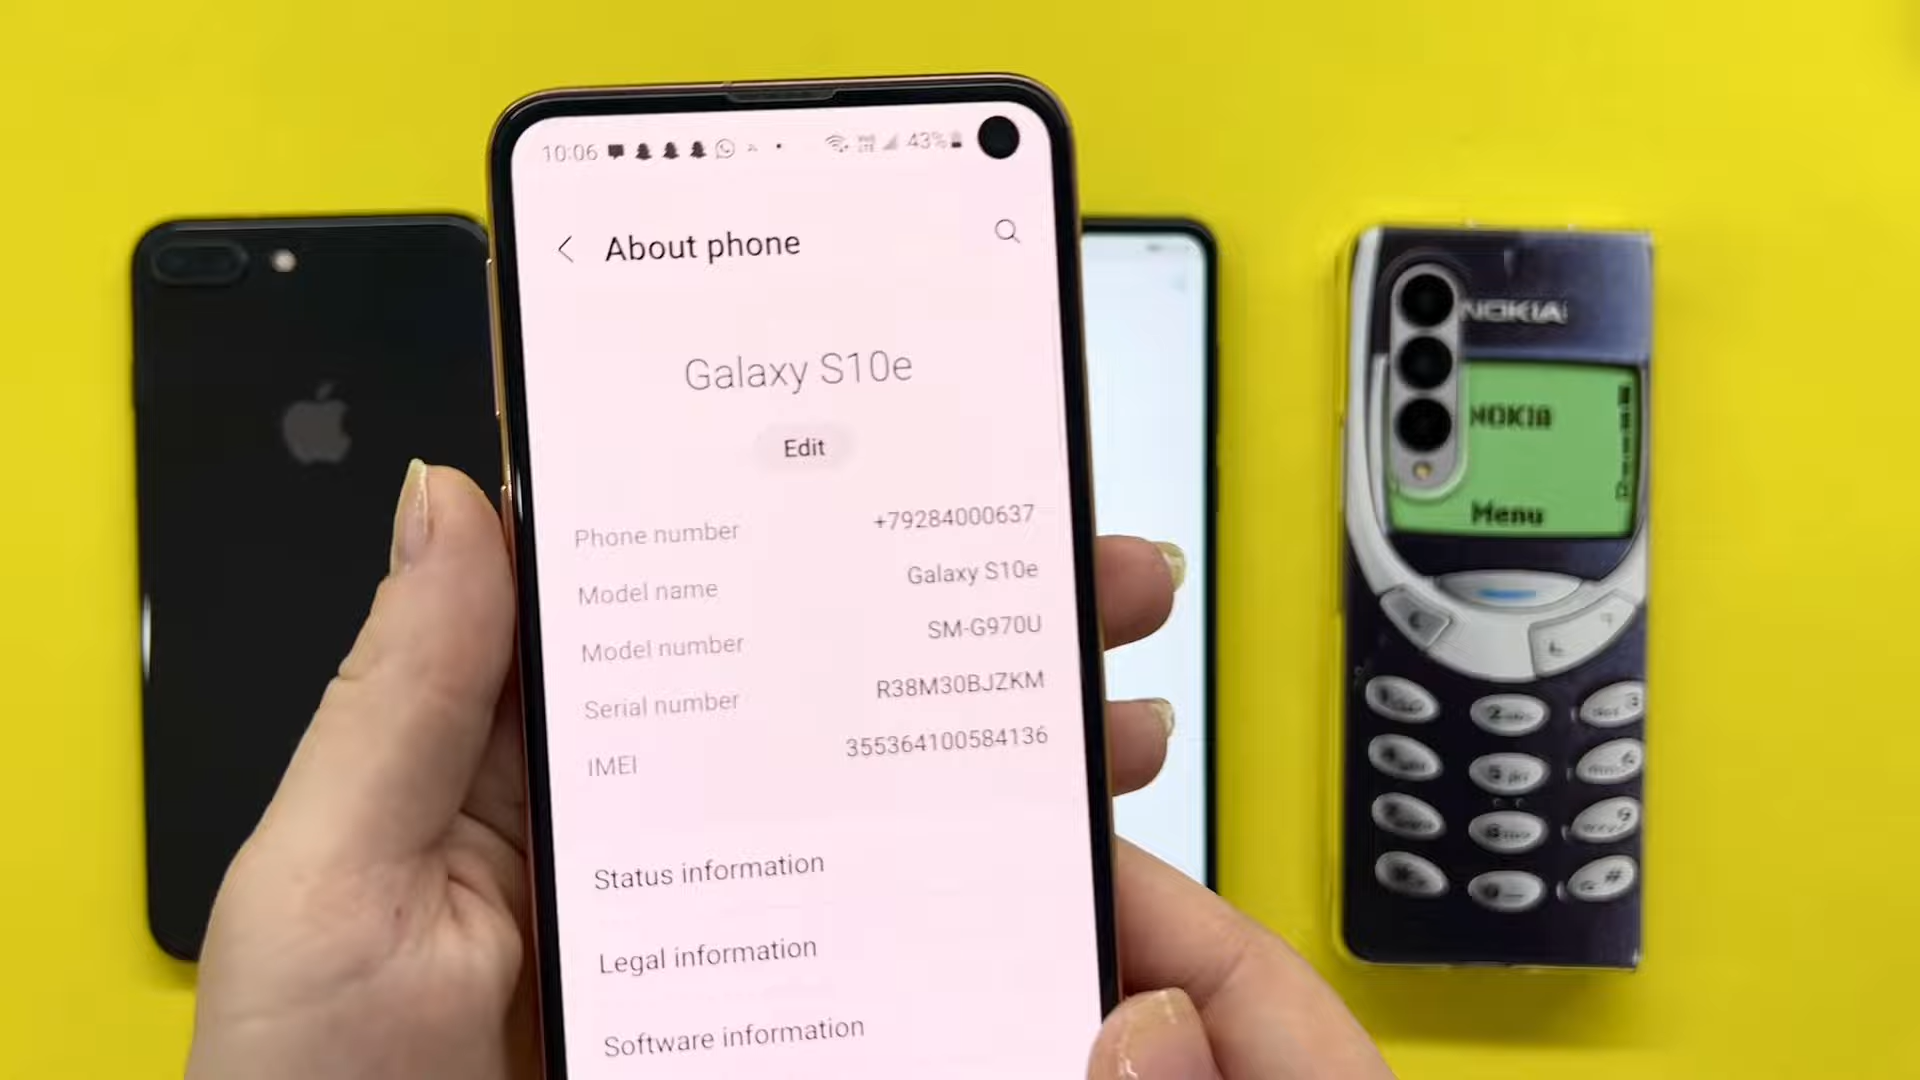 10:06
43%
About phone
Galaxy S10e
Edit
Phone number +79284000637
Model name Galaxy S10e
Model number SM-G970U
Serial number R38M30BJZKM
IMEI 355364100584136
Status information
Legal information
Software information
NOKIA
NOKIA
Menu